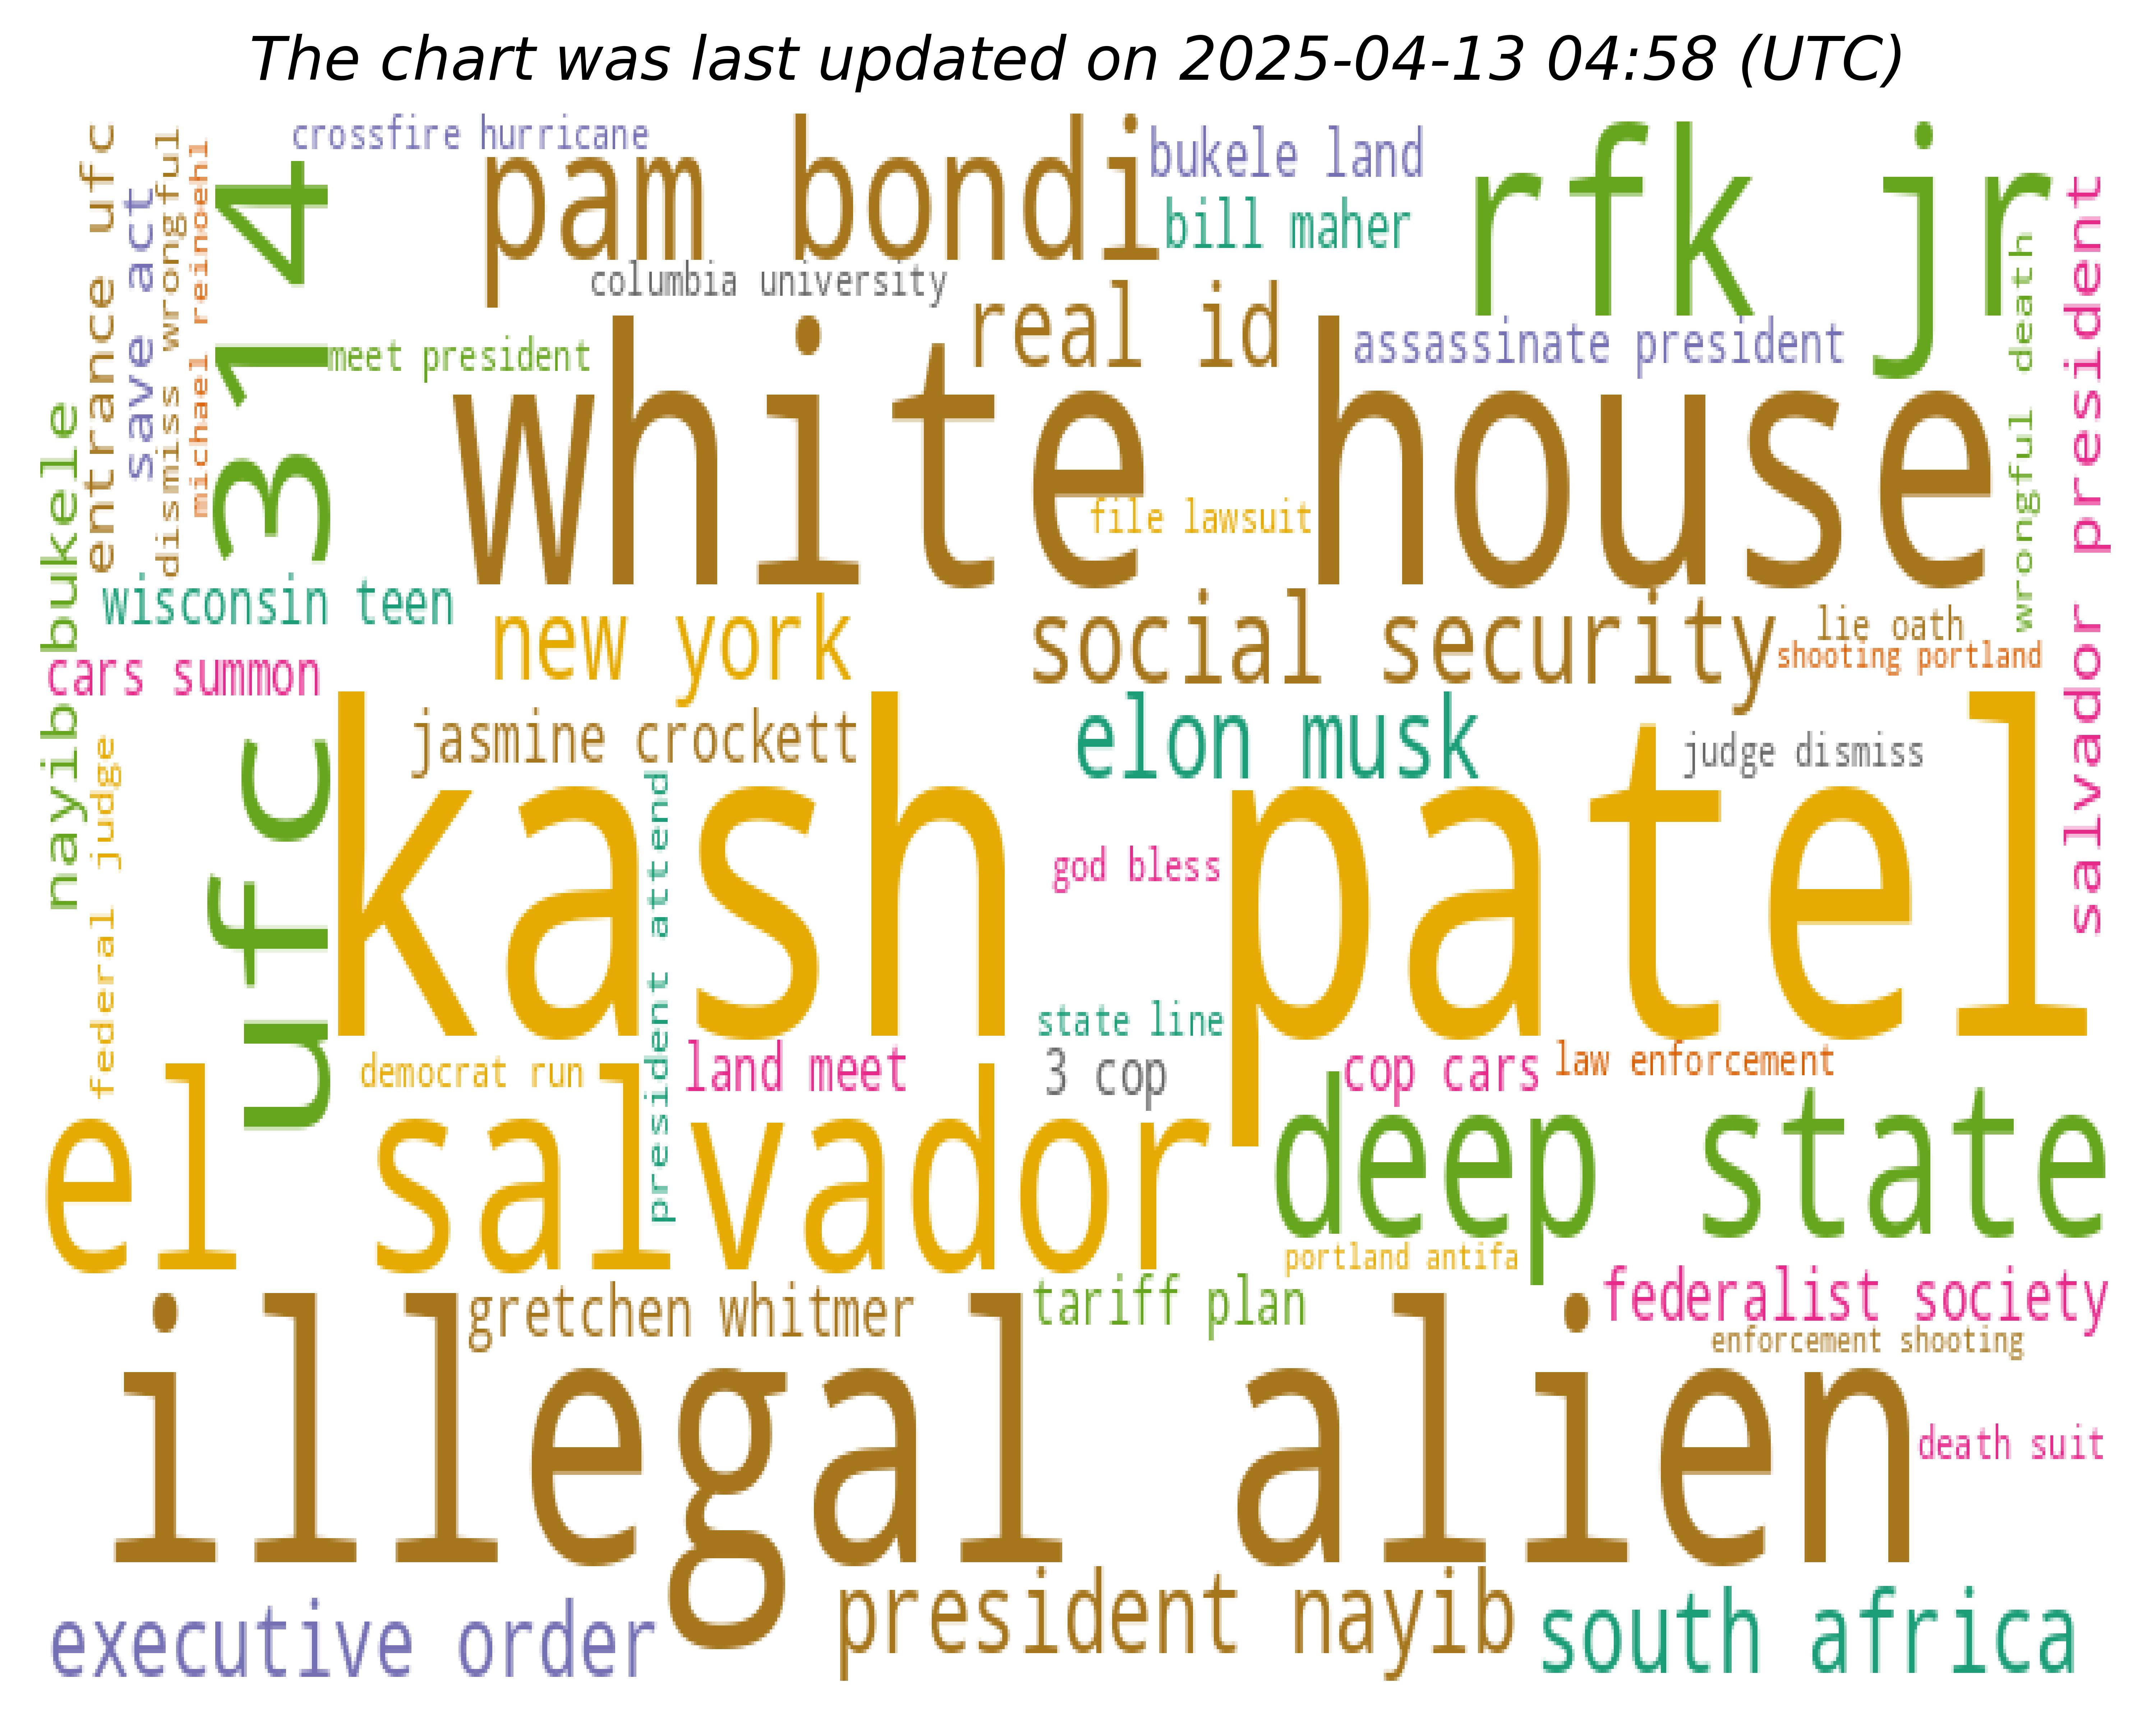 The chart was last updated on 2025-04-13 04:58 (UTC)
crossfire hurricane
pam bondi
bukele land
bill maher
rfk jr
columbia university
real id
meet president
assassinate president
entrance ufc
save act
dismiss wrongful
michael reinoehl
314
white house
file lawsuit
wrongful death
salvador president
nayib bukele
wisconsin teen
new york
social security
lie oath
shooting portland
cars summon
jasmine crockett
elon musk
judge dismiss
federal judge
ufc
kash patel
president attend
god bless
state line
democrat run
land meet
3 cop
cop cars
law enforcement
el salvador
deep state
portland antifa
gretchen whitmer
tariff plan
federalist society
enforcement shooting
illegal alien
death suit
executive order
president nayib
south africa